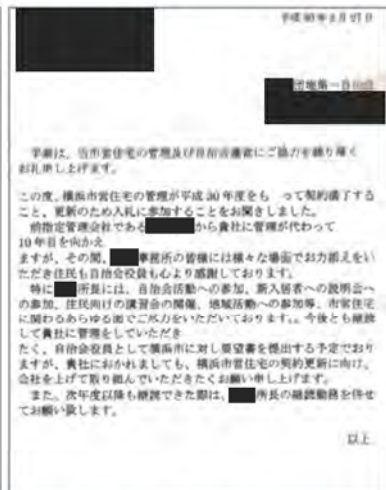 平成30年8月27日
団地第一自治会
平素は、当市営住宅の管理及び自治会運営にご協力を賜り厚く
お礼申し上げます。
この度、横浜市営住宅の管理が平成30年度をも って契約満了する
こと、更新のため入札に参加することをお聞きしました。
前指定管理会社である から貴社に管理が代わって
10年目を向かえ
ますが、その間、 事務所の皆様には様々な場面でお力添えをい
ただき住民も自治会役員も心より感謝しております。
特に 所長には、自治会活動への参加、新入居者への説明会へ
の参加、住民向けの講習会の開催、地域活動への参加等、市営住宅
に関わるあらゆる面でご尽力をいただいております。。今後とも継続
して貴社に管理をしていただき
たく、自治会役員として横浜市に対し要望書を提出する予定でおり
ますが、貴社におかれましても、横浜市営住宅の契約更新に向け、
会社を上げて取り組んでいただきたくお願い申し上げます。
また、次年度以降も継続できた際は、 所長の継続勤務を併せ
てお願い致します。
以上